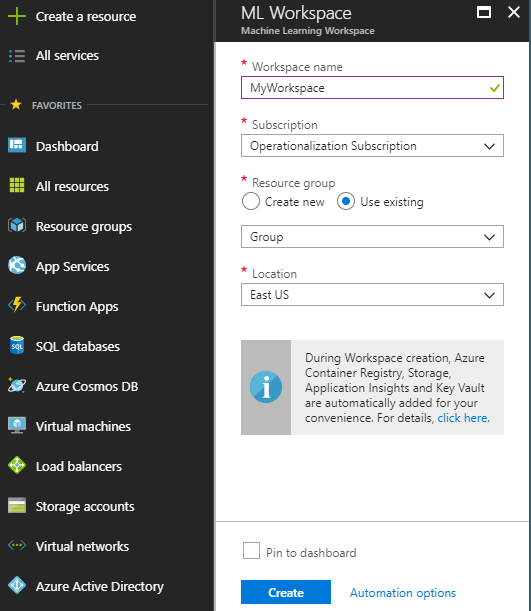 Create a resource
All services
FAVORITES
Dashboard
All resources
Resource groups
App Services
Function Apps
SQL databases
Azure Cosmos DB
Virtual machines
Load balancers
Storage accounts
Virtual networks
Azure Active Directory
ML Workspace
Machine Learning Workspace
* Workspace name
MyWorkspace
* Subscription
Operationalization Subscription
* Resource group
Create new Use existing
Group
* Location
East US
During Workspace creation, Azure
Container Registry, Storage,
Application Insights and Key Vault
are automatically added for your
convenience. For details, click here.
Pin to dashboard
Create Automation options